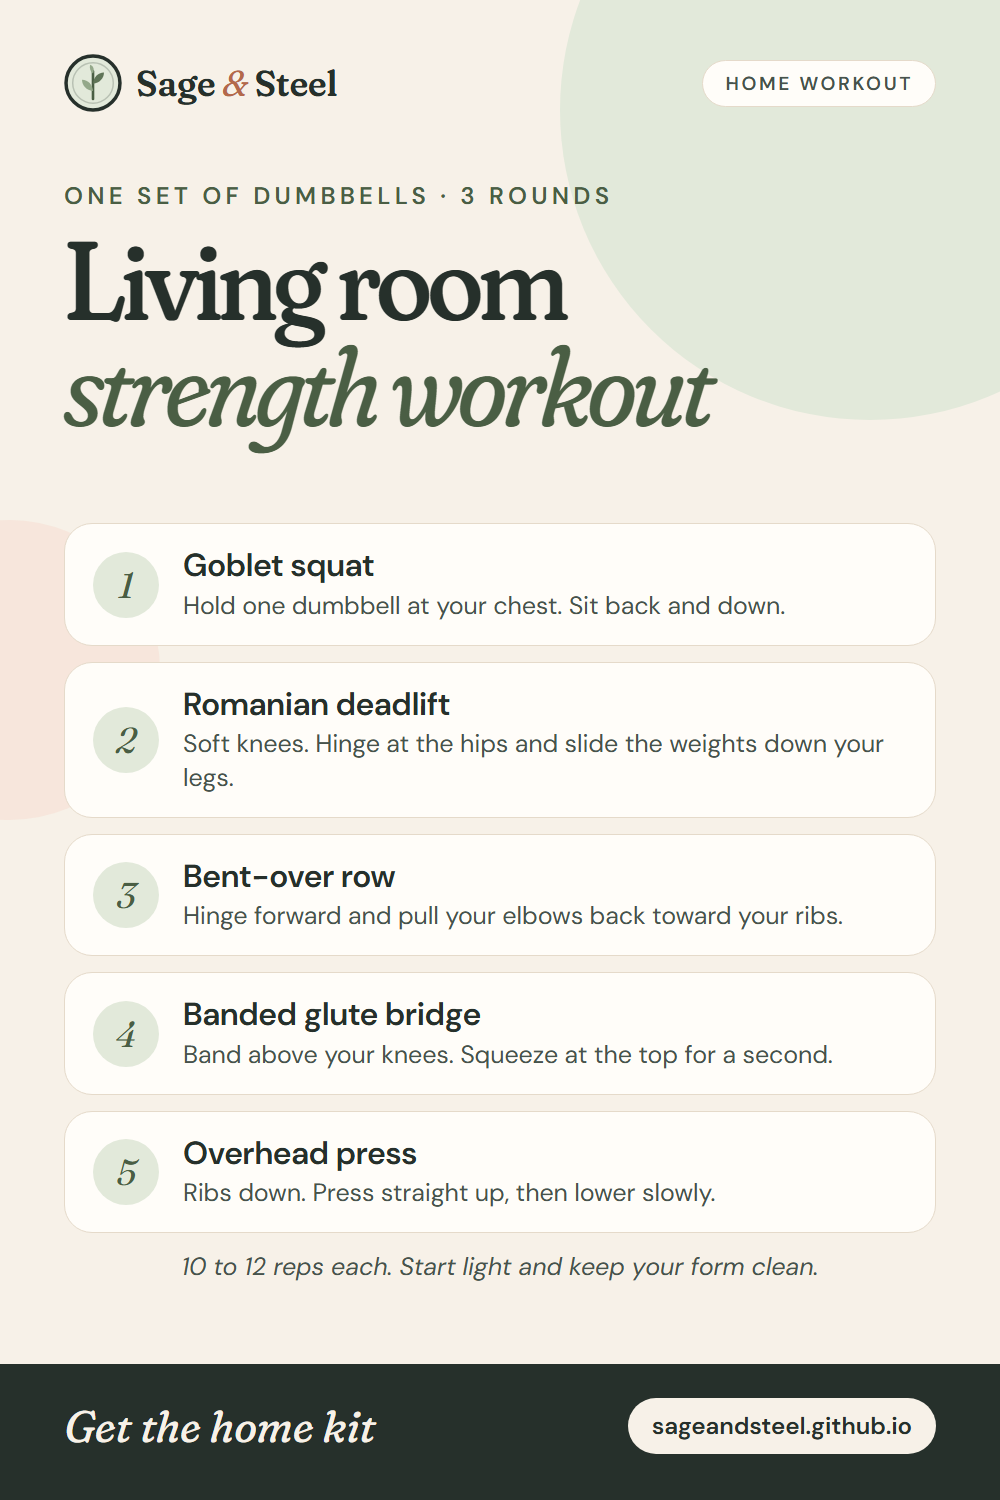 Sage & Steel
HOME WORKOUT
ONE SET OF DUMBBELLS · 3 ROUNDS
Living room
strength workout
1
Goblet squat
Hold one dumbbell at your chest. Sit back and down.
2
Romanian deadlift
Soft knees. Hinge at the hips and slide the weights down your
legs.
3
Bent-over row
Hinge forward and pull your elbows back toward your ribs.
4
Banded glute bridge
Band above your knees. Squeeze at the top for a second.
5
Overhead press
Ribs down. Press straight up, then lower slowly.
10 to 12 reps each. Start light and keep your form clean.
Get the home kit
sageandsteel.github.io